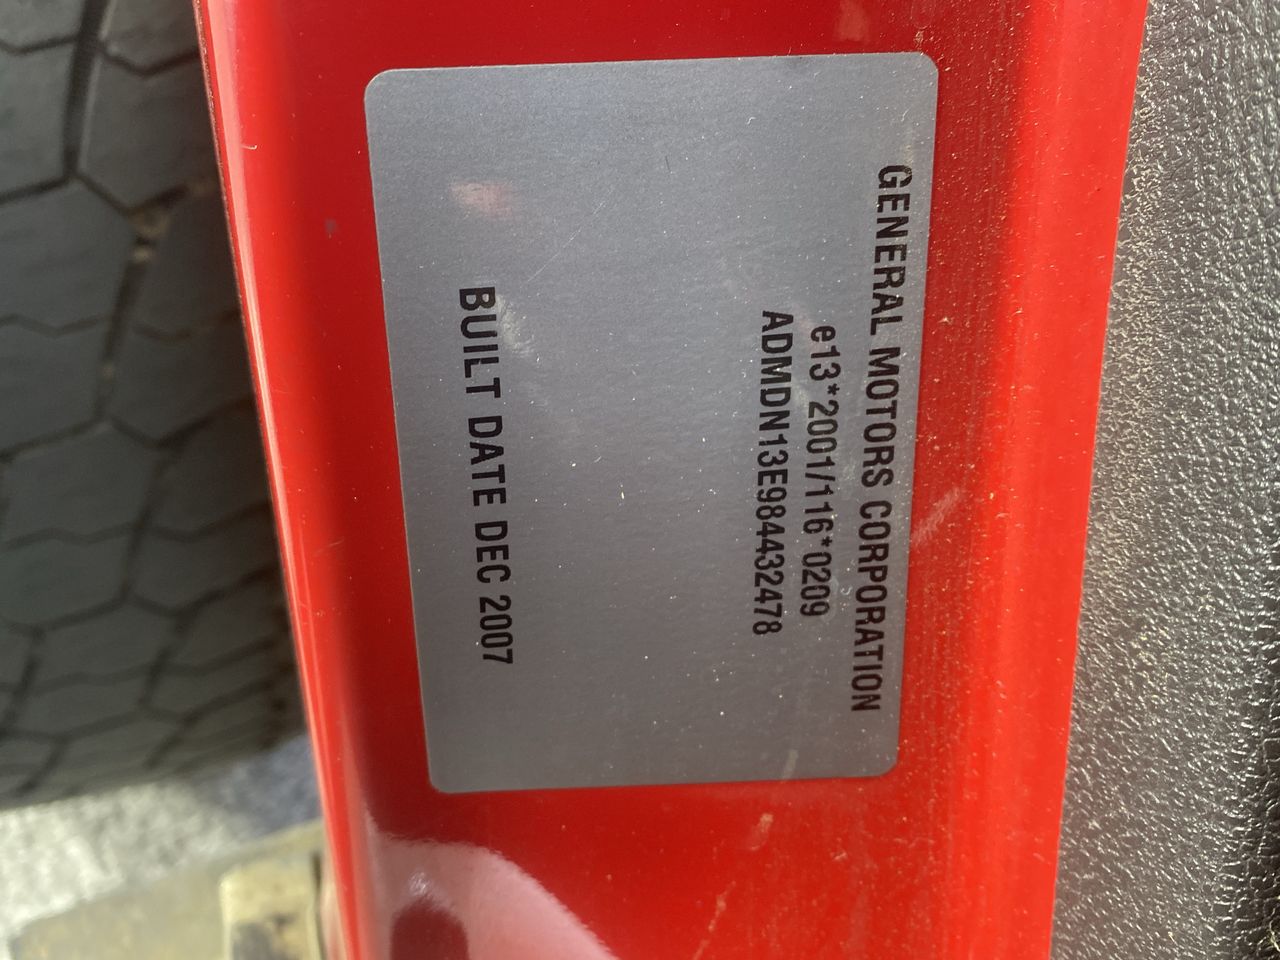 GENERAL MOTORS CORPORATION
e13*2001/116*0209
ADMDN13E984432478
BUILT DATE DEC 2007